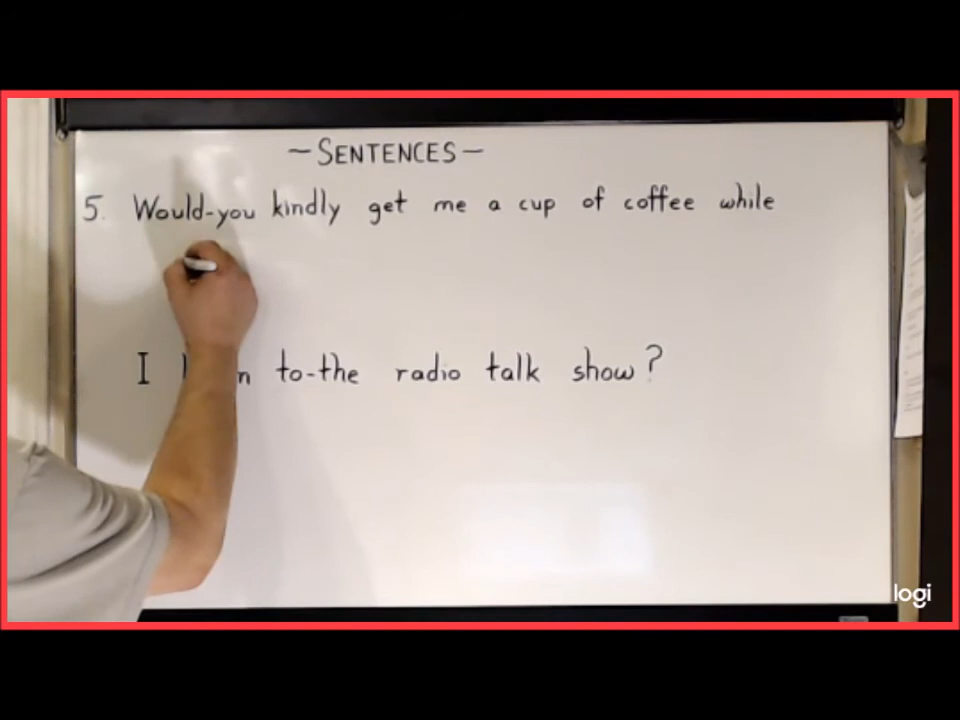 ~SENTENCES~
5. Would-you kindly get me a cup of coffee while
I to-the radio talk show?
logi